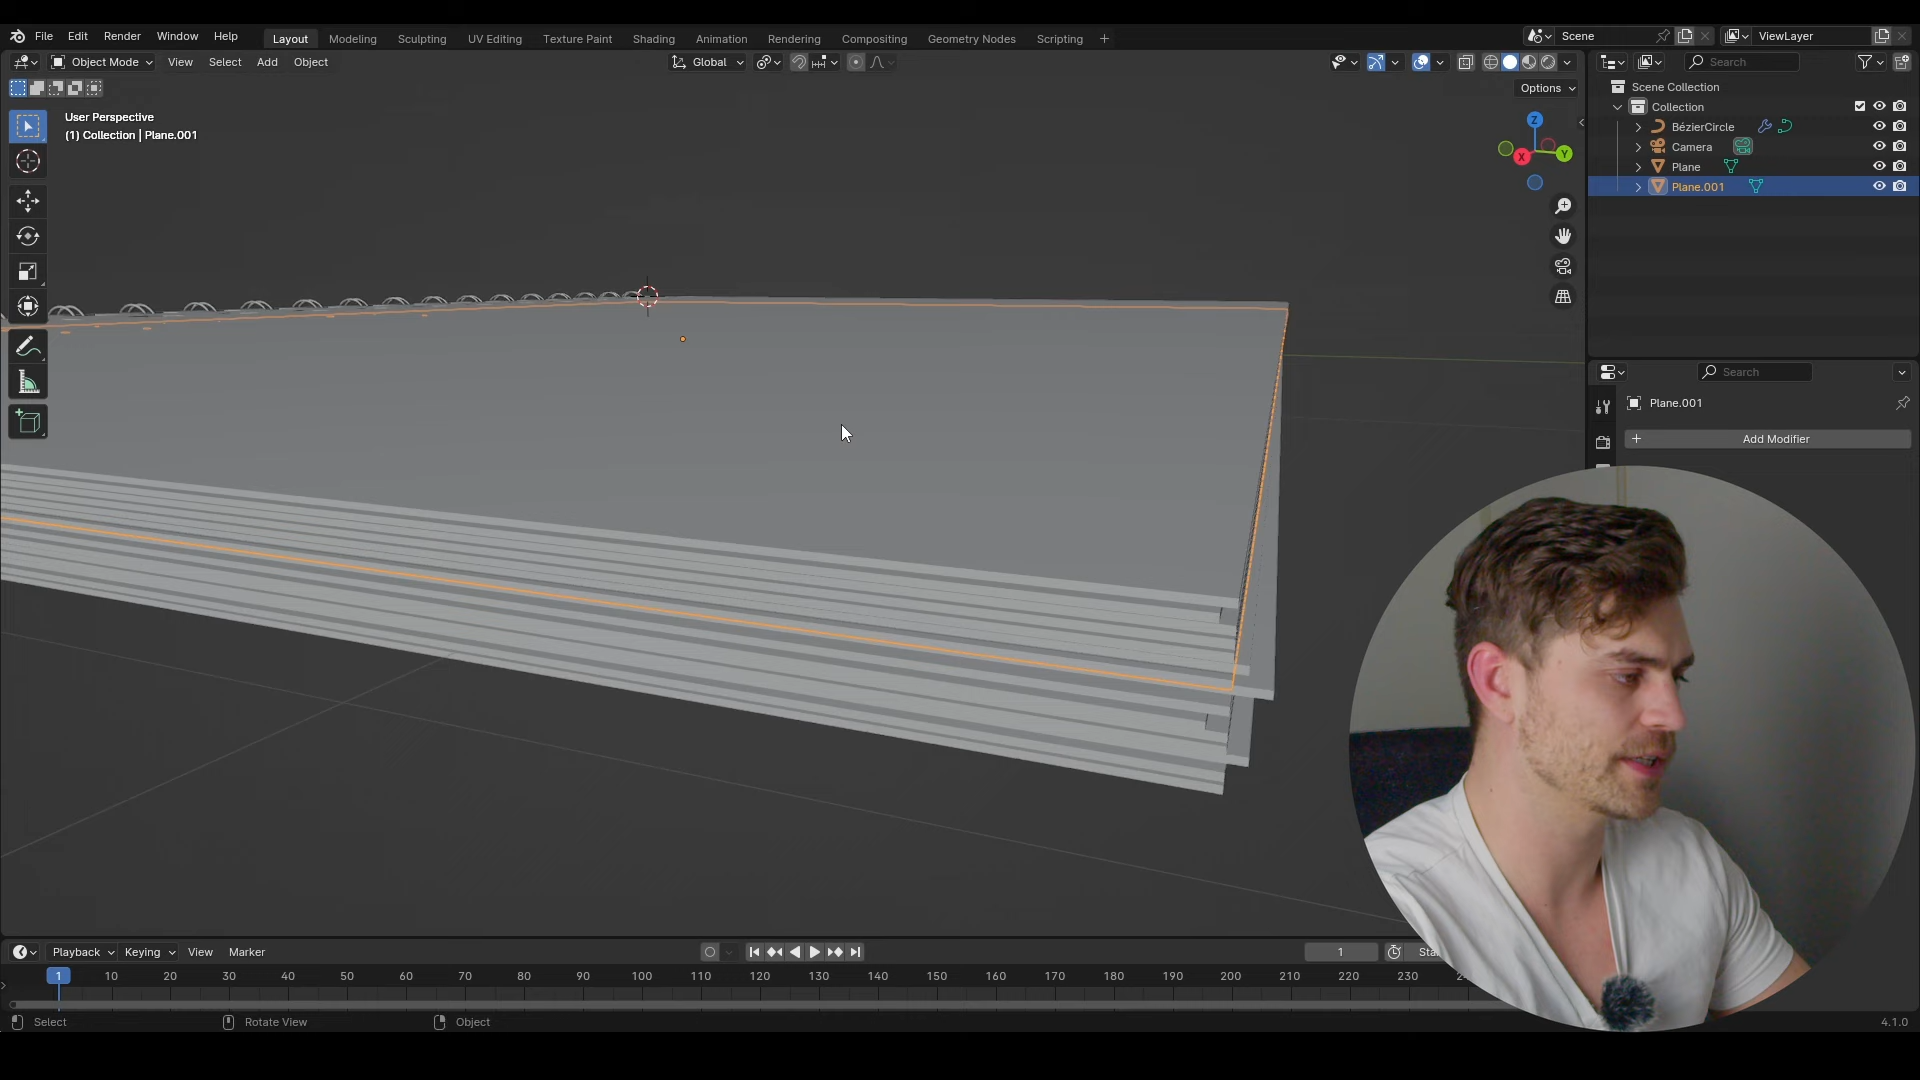 File Edit Render Window Help Layout Modeling Sculpting UV Editing Texture Paint Shading Animation Rendering Compositing Geometry Nodes Scripting + Scene ViewLayer
Object Mode View Select Add Object Global Search
Options
Scene Collection
User Perspective
Collection
(1) Collection | Plane.001
BézierCircle
Camera
Plane
Plane.001
Z
Y
X
Search
Plane.001
+ Add Modifier
Playback Keying View Marker 1
1 10 20 30 40 50 60 70 80 90 100 110 120 130 140 150 160 170 180 190 200 210 220 230
Select Rotate View Object 4.1.0